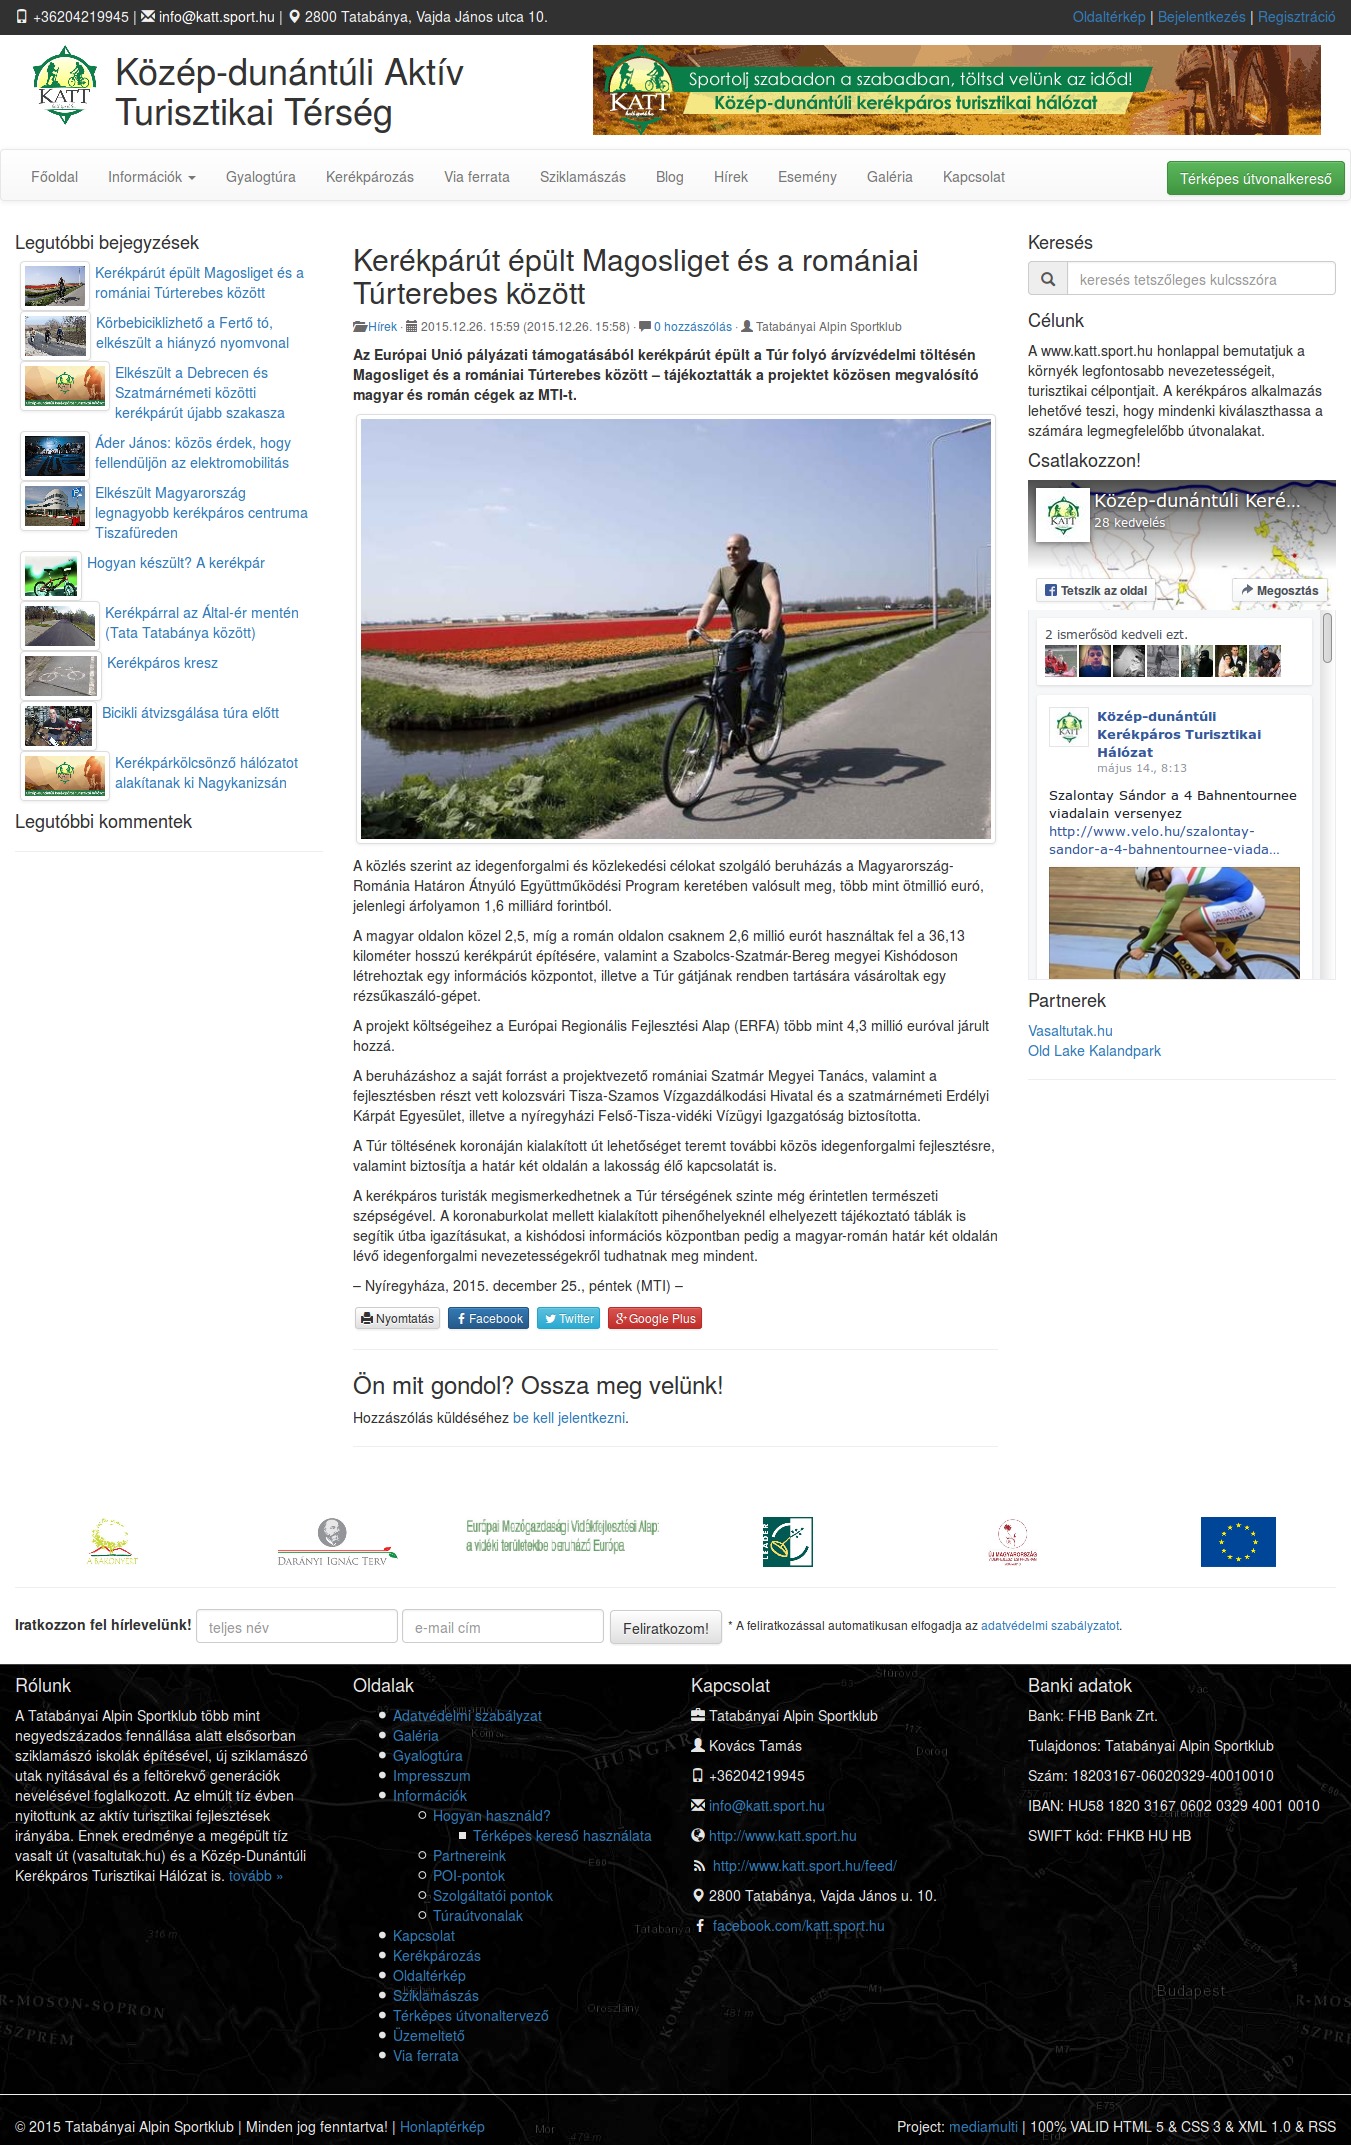 +36204219945 | info@katt.sport.hu | 2800 Tatabánya, Vajda János utca 10.
Oldaltérkép | Bejelentkezés | Regisztráció
KATT
Közép-dunántúli Aktív
Turisztikai Térség
Sportolj szabadon a szabadban, töltsd velünk az időd!
Közép-dunántúli kerékpáros turisztikai hálózat
KATT
Főoldal Információk Gyalogtúra Kerékpározás Via ferrata Sziklamászás Blog Hírek Esemény Galéria Kapcsolat
Térképes útvonalkereső
Legutóbbi bejegyzések
Kerékpárút épült Magosliget és a
romániai Túrterebes között
Körbebiciklizhető a Fertő tó,
elkészült a hiányzó nyomvonal
Elkészült a Debrecen és
Szatmárnémeti közötti
kerékpárút újabb szakasza
Áder János: közös érdek, hogy
fellendüljön az elektromobilitás
Elkészült Magyarország
legnagyobb kerékpáros centruma
Tiszafüreden
Hogyan készült? A kerékpár
Kerékpárral az Által-ér mentén
(Tata Tatabánya között)
Kerékpáros kresz
Bicikli átvizsgálása túra előtt
Kerékpárkölcsönző hálózatot
alakítanak ki Nagykanizsán
Legutóbbi kommentek
Kerékpárút épült Magosliget és a romániai
Túrterebes között
Hírek · 2015.12.26. 15:59 (2015.12.26. 15:58) · 0 hozzászólás · Tatabányai Alpin Sportklub
Az Európai Unió pályázati támogatásából kerékpárút épült a Túr folyó árvízvédelmi töltésén
Magosliget és a romániai Túrterebes között – tájékoztatták a projektet közösen megvalósító
magyar és román cégek az MTI-t.
A közlés szerint az idegenforgalmi és közlekedési célokat szolgáló beruházás a Magyarország-
Románia Határon Átnyúló Együttműködési Program keretében valósult meg, több mint ötmillió euró,
jelenlegi árfolyamon 1,6 milliárd forintból.
A magyar oldalon közel 2,5, míg a román oldalon csaknem 2,6 millió eurót használtak fel a 36,13
kilométer hosszú kerékpárút építésére, valamint a Szabolcs-Szatmár-Bereg megyei Kishódoson
létrehoztak egy információs központot, illetve a Túr gátjának rendben tartására vásároltak egy
rézsűkaszáló-gépet.
A projekt költségeihez a Európai Regionális Fejlesztési Alap (ERFA) több mint 4,3 millió euróval járult
hozzá.
A beruházáshoz a saját forrást a projektvezető romániai Szatmár Megyei Tanács, valamint a
fejlesztésben részt vett kolozsvári Tisza-Szamos Vízgazdálkodási Hivatal és a szatmárnémeti Erdélyi
Kárpát Egyesület, illetve a nyíregyházi Felső-Tisza-vidéki Vízügyi Igazgatóság biztosította.
A Túr töltésének koronáján kialakított út lehetőséget teremt további közös idegenforgalmi fejlesztésre,
valamint biztosítja a határ két oldalán a lakosság élő kapcsolatát is.
A kerékpáros turisták megismerkedhetnek a Túr térségének szinte még érintetlen természeti
szépségével. A koronaburkolat mellett kialakított pihenőhelyeknél elhelyezett tájékoztató táblák is
segítik útba igazításukat, a kishódosi információs központban pedig a magyar-román határ két oldalán
lévő idegenforgalmi nevezetességekről tudhatnak meg mindent.
– Nyíregyháza, 2015. december 25., péntek (MTI) –
Nyomtatás Facebook Twitter Google Plus
Ön mit gondol? Ossza meg velünk!
Hozzászólás küldéséhez be kell jelentkezni.
Keresés
keresés tetszőleges kulcsszóra
Célunk
A www.katt.sport.hu honlappal bemutatjuk a
környék legfontosabb nevezetességeit,
turisztikai célpontjait. A kerékpáros alkalmazás
lehetővé teszi, hogy mindenki kiválaszthassa a
számára legmegfelelőbb útvonalakat.
Csatlakozzon!
KATT
Közép-dunántúli Keré...
28 kedvelés
Tetszik az oldal
Megosztás
2 ismerősöd kedveli ezt.
Közép-dunántúli
Kerékpáros Turisztikai
Hálózat
május 14., 8:13
Szalontay Sándor a 4 Bahnentournee
viadalain versenyez
http://www.velo.hu/szalontay-
sandor-a-4-bahnentournee-viada...
LOOK
Partnerek
Vasaltutak.hu
Old Lake Kalandpark
A BAKONYÉRT
DARÁNYI IGNÁC TERV
Európai Mezőgazdasági Vidékfejlesztési Alap:
a vidéki területekbe beruházó Európa.
LEADER
ÚJ MAGYARORSZÁG
Iratkozzon fel hírlevelünk!
teljes név
e-mail cím
Feliratkozom!
* A feliratkozással automatikusan elfogadja az adatvédelmi szabályzatot.
Rólunk
A Tatabányai Alpin Sportklub több mint
negyedszázados fennállása alatt elsősorban
sziklamászó iskolák építésével, új sziklamászó
utak nyitásával és a feltörekvő generációk
nevelésével foglalkozott. Az elmúlt tíz évben
nyitottunk az aktív turisztikai fejlesztések
irányába. Ennek eredménye a megépült tíz
vasalt út (vasaltutak.hu) és a Közép-Dunántúli
Kerékpáros Turisztikai Hálózat is. tovább »
Oldalak
Adatvédelmi szabályzat
Galéria
Gyalogtúra
Impresszum
Információk
Hogyan használd?
Térképes kereső használata
Partnereink
POI-pontok
Szolgáltatói pontok
Túraútvonalak
Kapcsolat
Kerékpározás
Oldaltérkép
Sziklamászás
Térképes útvonaltervező
Üzemeltető
Via ferrata
Kapcsolat
Tatabányai Alpin Sportklub
Kovács Tamás
+36204219945
info@katt.sport.hu
http://www.katt.sport.hu
http://www.katt.sport.hu/feed/
2800 Tatabánya, Vajda János u. 10.
facebook.com/katt.sport.hu
Banki adatok
Bank: FHB Bank Zrt.
Tulajdonos: Tatabányai Alpin Sportklub
Szám: 18203167-06020329-40010010
IBAN: HU58 1820 3167 0602 0329 4001 0010
SWIFT kód: FHKB HU HB
HUNGARY
Štúrovo
Dorog
Tatabánya
Oroszlány
Budapest
316 m
481 m
© 2015 Tatabányai Alpin Sportklub | Minden jog fenntartva! | Honlaptérkép
Project: mediamulti | 100% VALID HTML 5 & CSS 3 & XML 1.0 & RSS